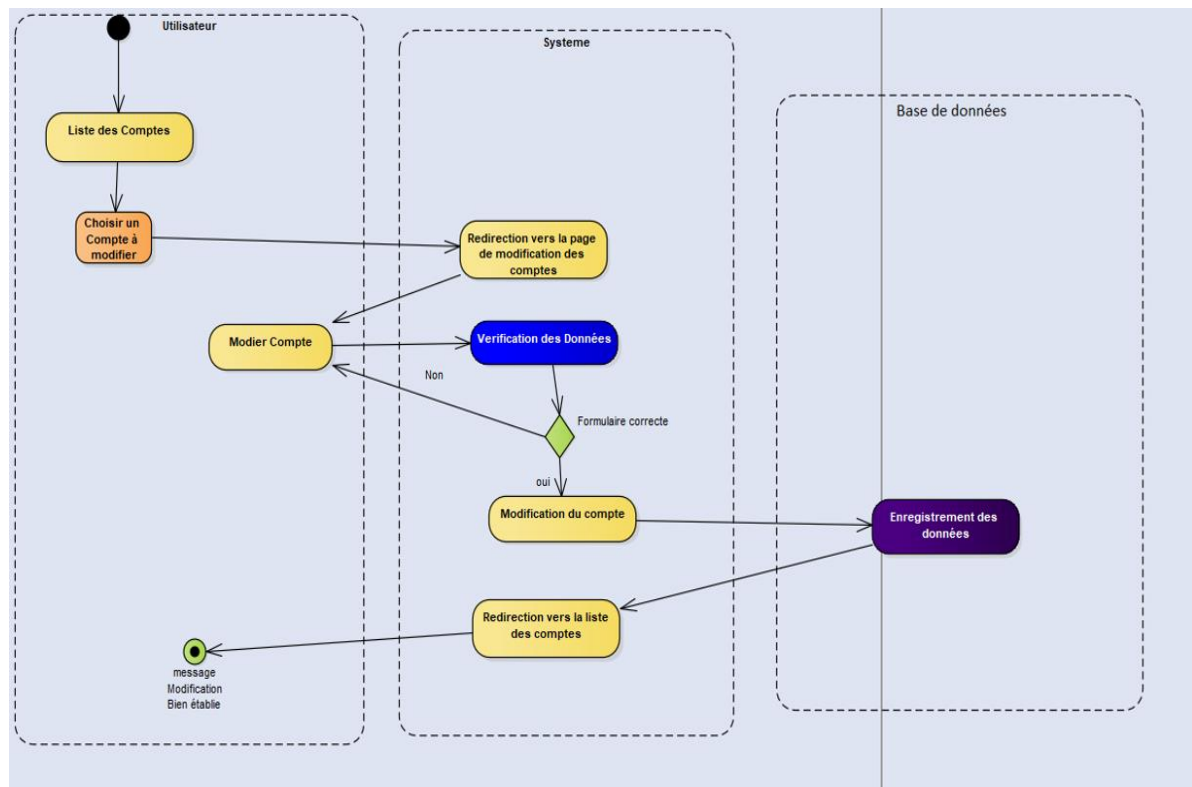 Utilisateur
Systeme
Base de données
Liste des Comptes
Choisir un
Compte à
modifier
Redirection vers la page
de modification des
comptes
Modier Compte
Verification des Données
Non
Formulaire correcte
oui
Modification du compte
Enregistrement des
données
Redirection vers la liste
des comptes
message
Modification
Bien établie